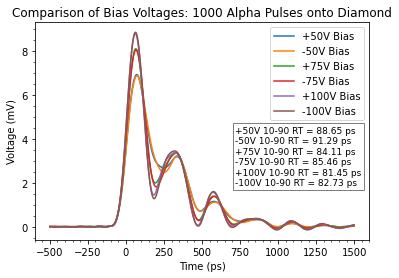 Comparison of Bias Voltages: 1000 Alpha Pulses onto Diamond
Voltage (mV)
8
6
4
2
0
+50V Bias
-50V Bias
+75V Bias
-75V Bias
+100V Bias
-100V Bias
+50V 10-90 RT = 88.65 ps
-50V 10-90 RT = 91.29 ps
+75V 10-90 RT = 84.11 ps
-75V 10-90 RT = 85.46 ps
+100V 10-90 RT = 81.45 ps
-100V 10-90 RT = 82.73 ps
−500 −250 0 250 500 750 1000 1250 1500
Time (ps)